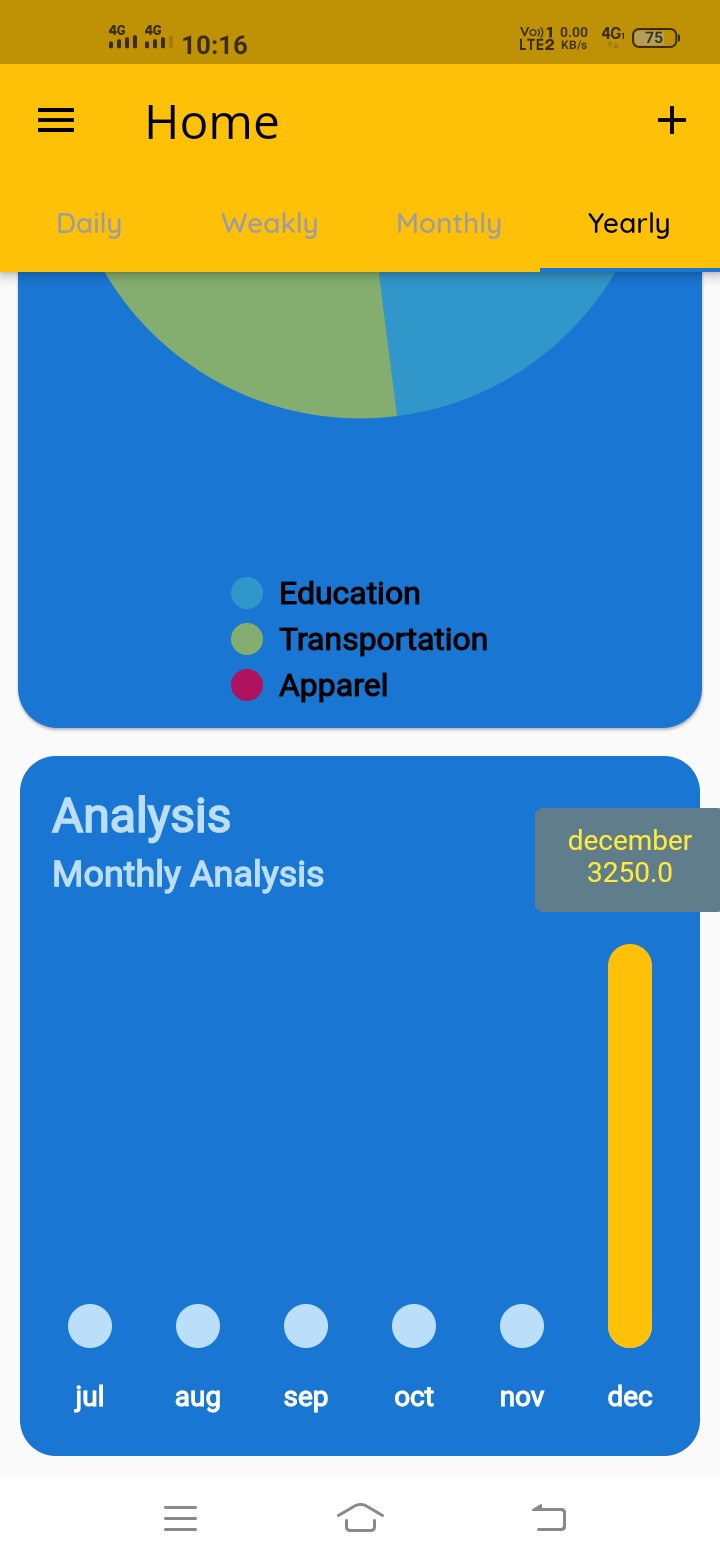 4G 4G 10:16 Vo))1 LTE2 0.00 KB/s 4G 75
Home
Daily Weakly Monthly Yearly
Education
Transportation
Apparel
Analysis
Monthly Analysis
december
3250.0
jul aug sep oct nov dec